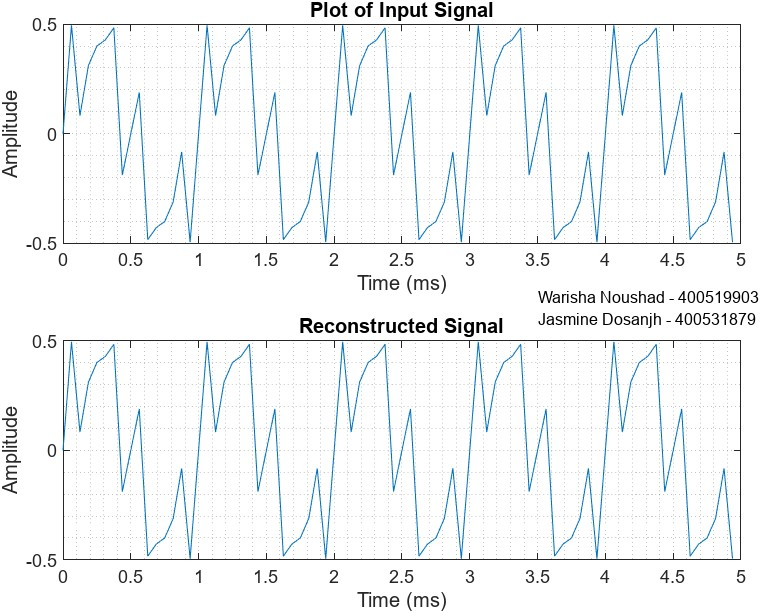 Plot of Input Signal
0.5
0
-0.5
Amplitude
0 0.5 1 1.5 2 2.5 3 3.5 4 4.5 5
Time (ms)
Warisha Noushad - 400519903
Jasmine Dosanjh - 400531879
Reconstructed Signal
0.5
0
-0.5
Amplitude
0 0.5 1 1.5 2 2.5 3 3.5 4 4.5 5
Time (ms)